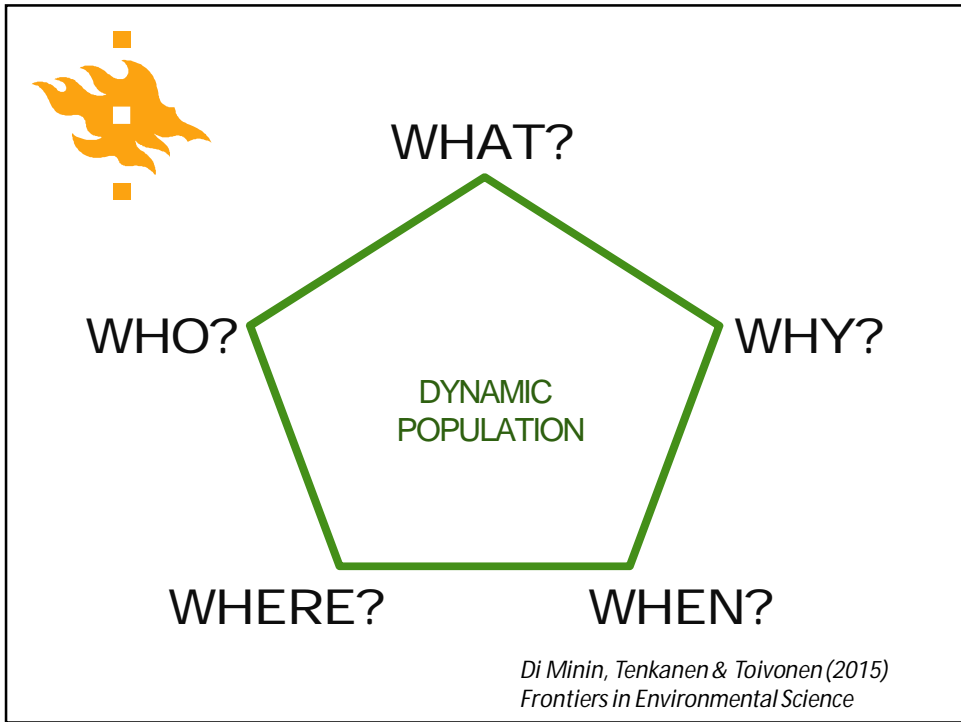 WHAT?
WHO?
WHY?
DYNAMIC
POPULATION
WHERE?
WHEN?
Di Minin, Tenkanen & Toivonen (2015)
Frontiers in Environmental Science